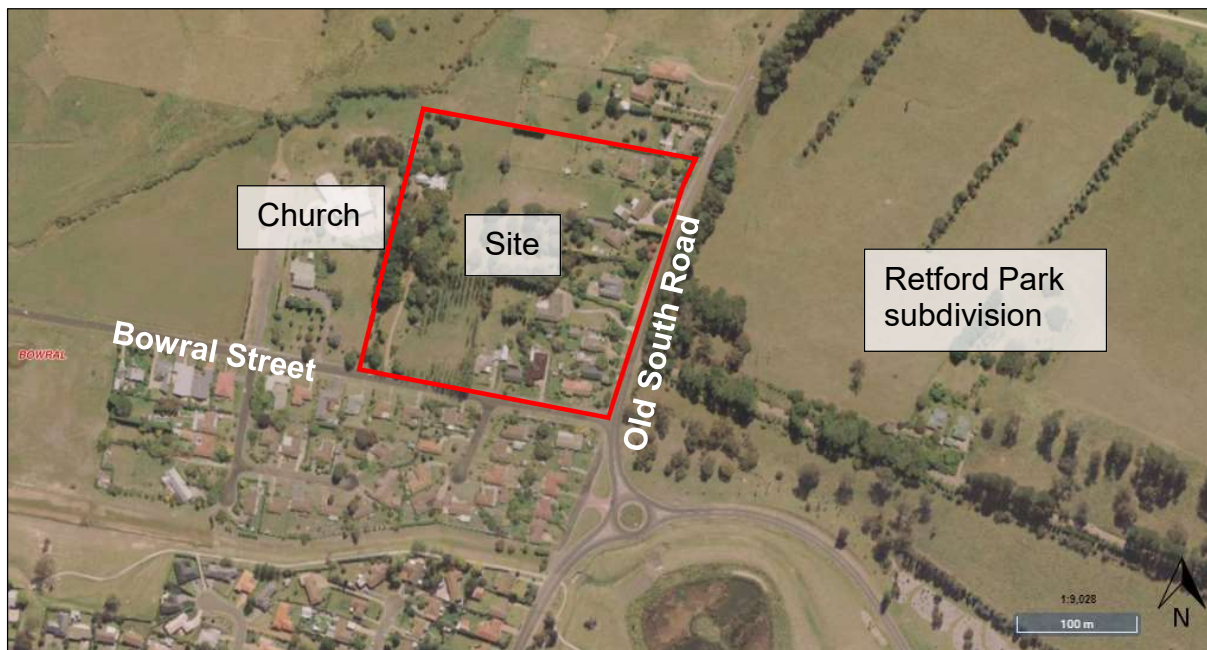 Church
Site
Old South Road
Retford Park
subdivision
Bowral Street
BOWRAL
1:9,028
100 m
N